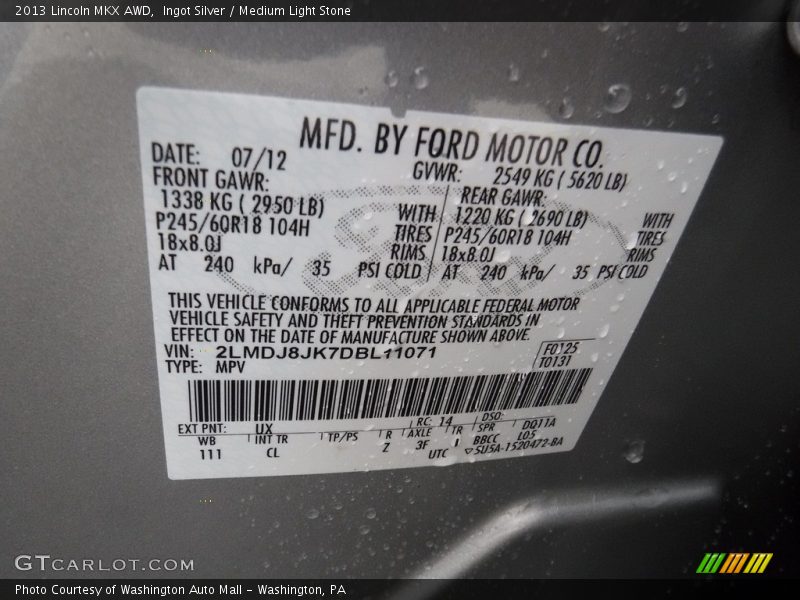 2013 Lincoln MKX AWD,  Ingot Silver / Medium Light Stone
MFD. BY FORD MOTOR CO.
DATE: 07/12 GVWR: 2549 KG ( 5620 LB)
FRONT GAWR: REAR GAWR:
1338 KG ( 2950 LB) WITH 1220 KG ( 2690 LB) WITH
P245/60R18 104H TIRES P245/60R18 104H TIRES
18x8.0J RIMS 18x8.0J RIMS
AT 240 kPa/ 35 PSI COLD AT 240 kPa/ 35 PSI COLD
THIS VEHICLE CONFORMS TO ALL APPLICABLE FEDERAL MOTOR
VEHICLE SAFETY AND THEFT PREVENTION STANDARDS IN
EFFECT ON THE DATE OF MANUFACTURE SHOWN ABOVE.
VIN: 2LMDJ8JK7DBL11071 F0125
TYPE: MPV T0131
EXT PNT: UX RC: 14 DSO:
WB INT TR TP/PS R AXLE TR SPR DQ11A
111 CL Z 3F I BBCC L05
UTC ▽5U5A-1520472-BA
GTCARLOT.COM
Photo Courtesy of Washington Auto Mall - Washington, PA